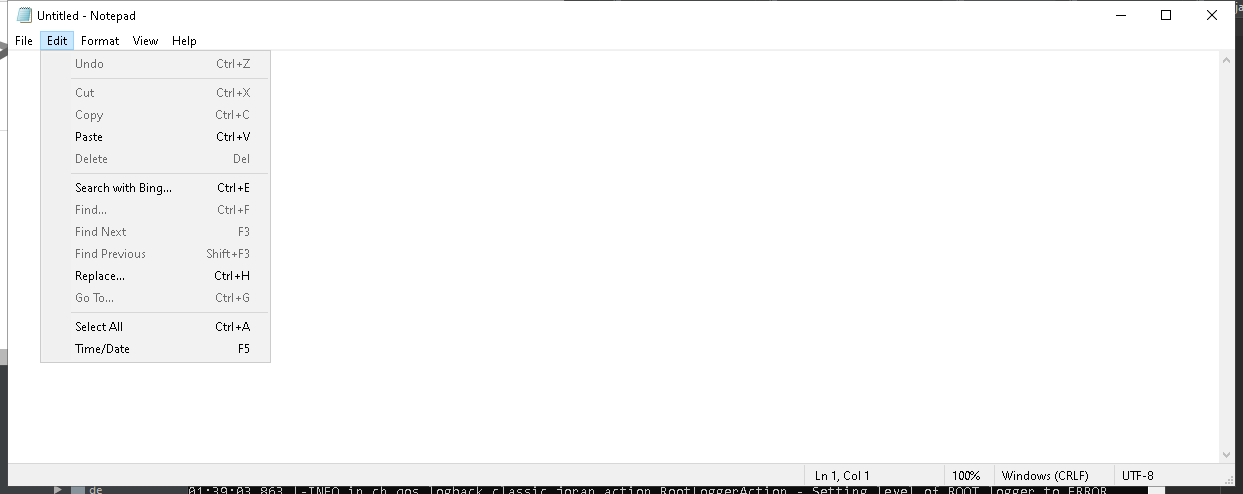 Untitled - Notepad
File Edit Format View Help
Undo Ctrl+Z
Cut Ctrl+X
Copy Ctrl+C
Paste Ctrl+V
Delete Del
Search with Bing... Ctrl+E
Find... Ctrl+F
Find Next F3
Find Previous Shift+F3
Replace... Ctrl+H
Go To... Ctrl+G
Select All Ctrl+A
Time/Date F5
Ln 1, Col 1 100% Windows (CRLF) UTF-8
de 01:39:03,863 |-INFO in ch.qos.logback.classic.joran.action.RootLoggerAction - Setting level of ROOT logger to ERROR